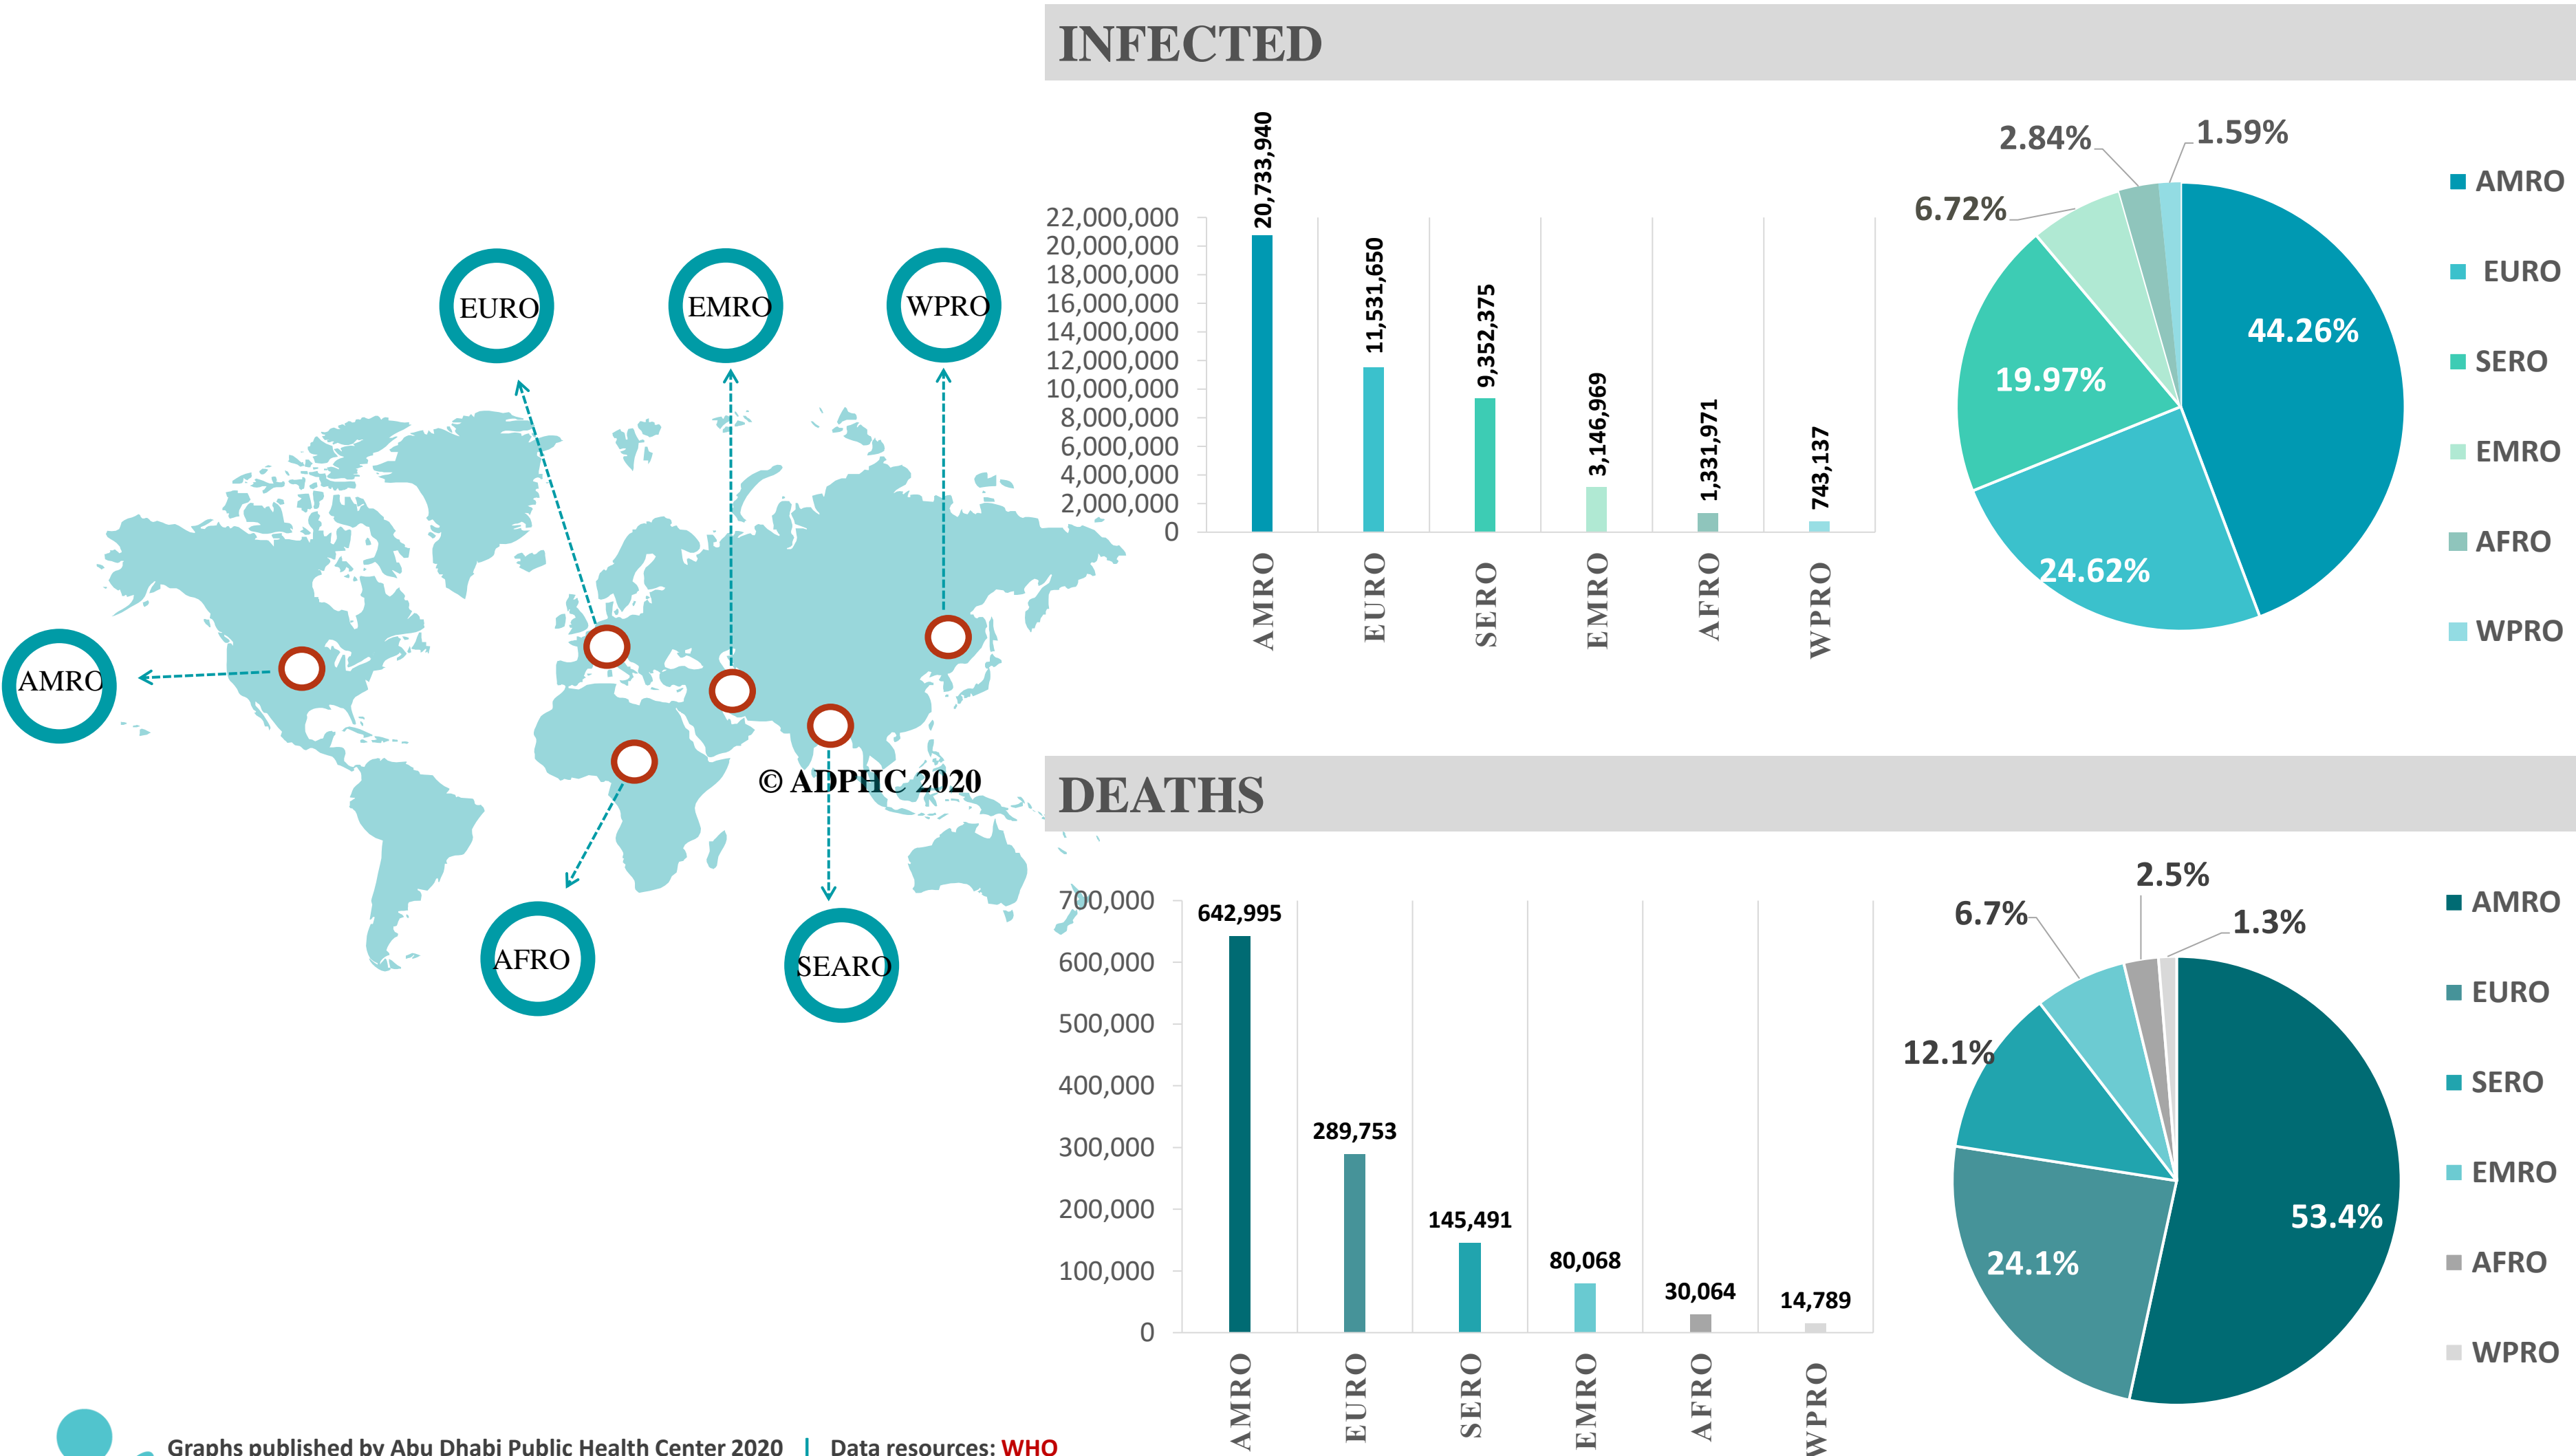 EURO
EMRO
WPRO
AMRO
AFRO
SEARO
© ADPHC 2020
INFECTED
22,000,000
20,000,000
18,000,000
16,000,000
14,000,000
12,000,000
10,000,000
8,000,000
6,000,000
4,000,000
2,000,000
0
20,733,940
11,531,650
9,352,375
3,146,969
1,331,971
743,137
AMRO
EURO
SERO
EMRO
AFRO
WPRO
2.84%
1.59%
6.72%
44.26%
19.97%
24.62%
AMRO
EURO
SERO
EMRO
AFRO
WPRO
DEATHS
700,000
600,000
500,000
400,000
300,000
200,000
100,000
0
642,995
289,753
145,491
80,068
30,064
14,789
AMRO
EURO
SERO
EMRO
AFRO
WPRO
2.5%
6.7%
1.3%
12.1%
53.4%
24.1%
AMRO
EURO
SERO
EMRO
AFRO
WPRO
Graphs published by Abu Dhabi Public Health Center 2020 | Data resources: WHO